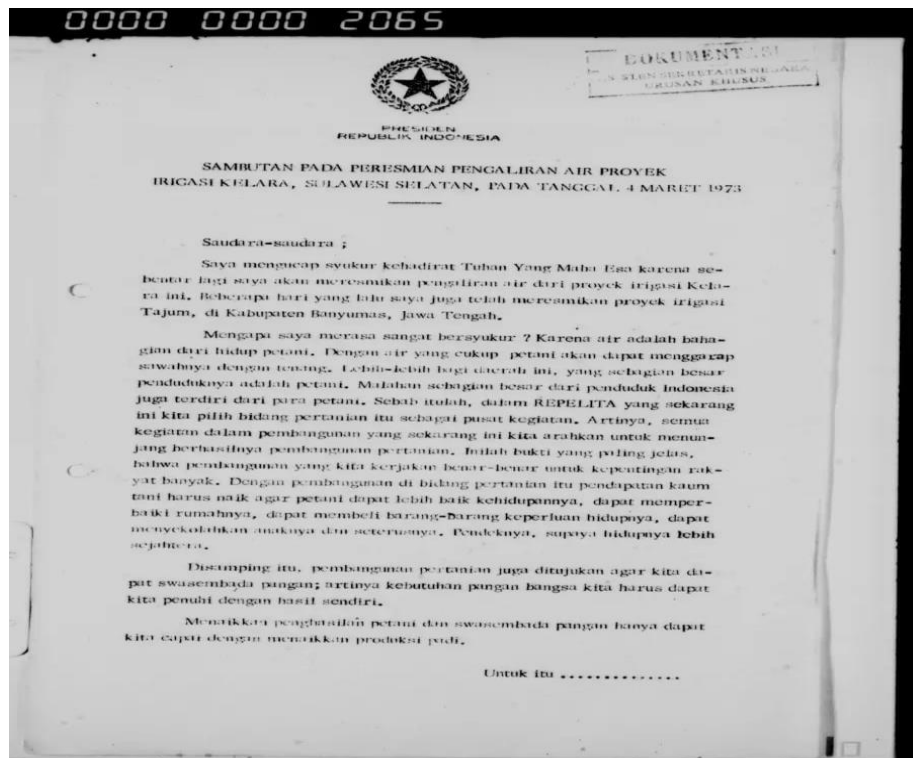 0000 0000 2065
DOKUMENTASI
SEKRETARIS NEGARA
URUSAN KHUSUS
PRESIDEN
REPUBLIK INDONESIA
SAMBUTAN PADA PERESMIAN PENGALIRAN AIR PROYEK
IRIGASI KELARA, SULAWESI SELATAN, PADA TANGGAL 4 MARET 1973
Saudara-saudara ;
Saya mengucap syukur kehadirat Tuhan Yang Maha Esa karena se-
bentar lagi saya akan meresmikan pengaliran air dari proyek irigasi Kela-
ra ini. Beberapa hari yang lalu saya juga telah meresmikan proyek irigasi
Tajum, di Kabupaten Banyumas, Jawa Tengah.
Mengapa saya merasa sangat bersyukur ? Karena air adalah baha-
gian dari hidup petani. Dengan air yang cukup petani akan dapat menggarap
sawahnya dengan tenang. Lebih-lebih bagi daerah ini, yang sebagian besar
penduduknya adalah petani. Malahan sebagian besar dari penduduk Indonesia
juga terdiri dari para petani. Sebab itulah, dalam REPELITA yang sekarang
ini kita pilih bidang pertanian itu sebagai pusat kegiatan. Artinya, semua
kegiatan dalam pembangunan yang sekarang ini kita arahkan untuk menun-
jang berhasilnya pembangunan pertanian. Inilah bukti yang paling jelas,
bahwa pembangunan yang kita kerjakan benar-benar untuk kepentingan rak-
yat banyak. Dengan pembangunan di bidang pertanian itu pendapatan kaum
tani harus naik agar petani dapat lebih baik kehidupannya, dapat memper-
baiki rumahnya, dapat membeli barang-barang keperluan hidupnya, dapat
menyekolahkan anaknya dan seterusnya. Pendeknya, supaya hidupnya lebih
sejahtera.
Disamping itu, pembangunan pertanian juga ditujukan agar kita da-
pat swasembada pangan; artinya kebutuhan pangan bangsa kita harus dapat
kita penuhi dengan hasil sendiri.
Menaikkan penghasilan petani dan swasembada pangan hanya dapat
kita capai dengan menaikkan produksi padi.
Untuk itu ..............